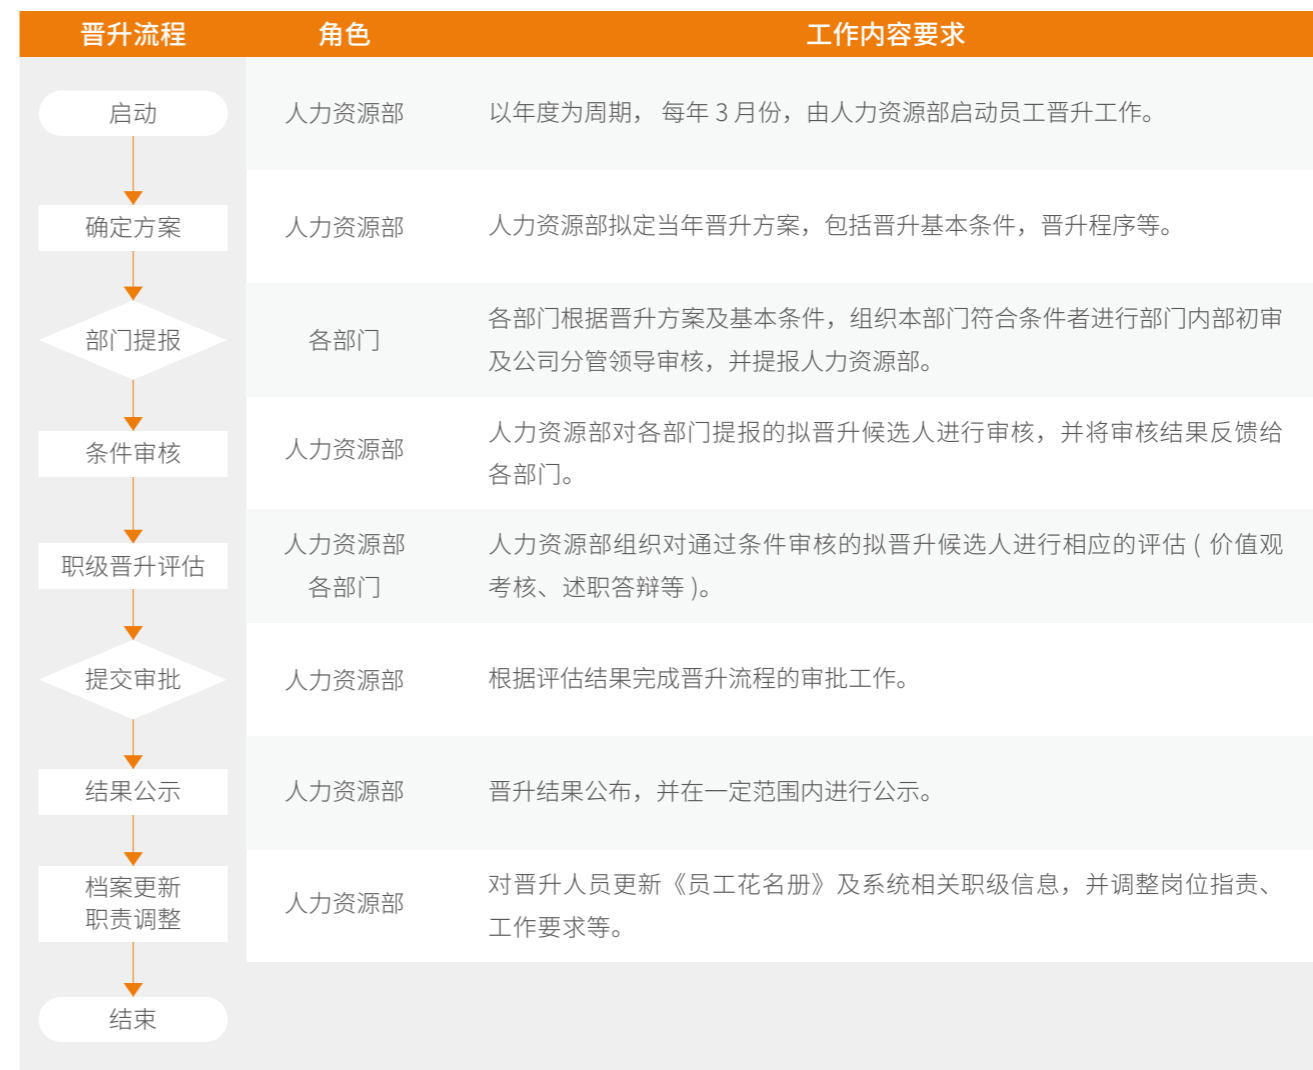 晋升流程 角色 工作内容要求
启动 人力资源部 以年度为周期， 每年 3 月份，由人力资源部启动员工晋升工作。
确定方案 人力资源部 人力资源部拟定当年晋升方案，包括晋升基本条件，晋升程序等。
部门提报 各部门 各部门根据晋升方案及基本条件，组织本部门符合条件者进行部门内部初审
及公司分管领导审核，并提报人力资源部。
条件审核 人力资源部 人力资源部对各部门提报的拟晋升候选人进行审核，并将审核结果反馈给
各部门。
职级晋升评估 人力资源部 人力资源部组织对通过条件审核的拟晋升候选人进行相应的评估 ( 价值观
各部门 考核、述职答辩等 )。
提交审批 人力资源部 根据评估结果完成晋升流程的审批工作。
结果公示 人力资源部 晋升结果公布，并在一定范围内进行公示。
档案更新 人力资源部 对晋升人员更新《员工花名册》及系统相关职级信息，并调整岗位指责、
职责调整 工作要求等。
结束